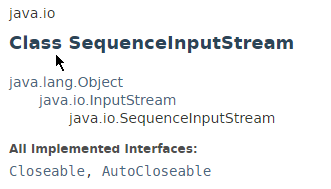 java.io
Class SequenceInputStream
java.lang.Object
java.io.InputStream
java.io.SequenceInputStream
All Implemented Interfaces:
Closeable, AutoCloseable